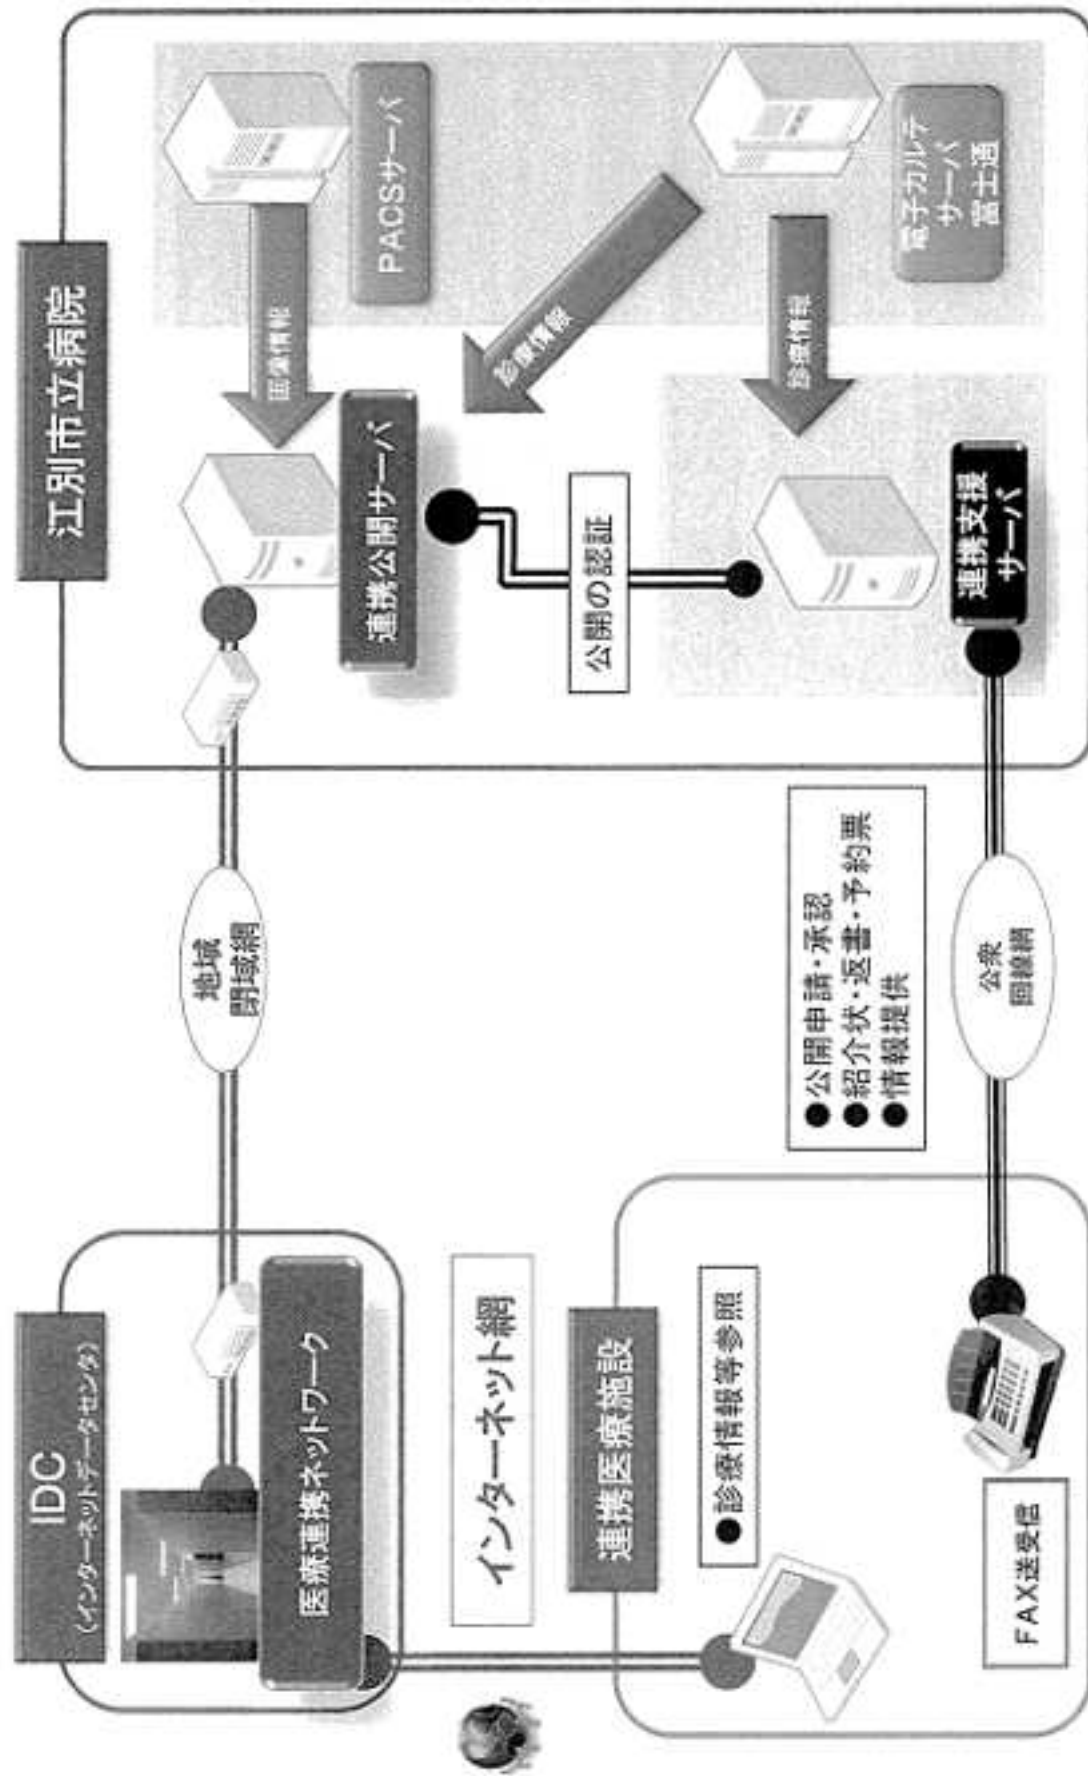 IDC
(インターネットデータセンタ)
医療連携ネットワーク
インターネット網
連携医療施設
●診療情報等参照
FAX送受信
地域
閉域網
●公開申請・承認
●紹介状・返書・予約票
●情報提供
公衆
回線網
江別市立病院
連携公開サーバ
公開の認証
連携支援
サーバ
画像情報
診療情報
診療情報
PACSサーバ
電子カルテ
サーバ
富士通